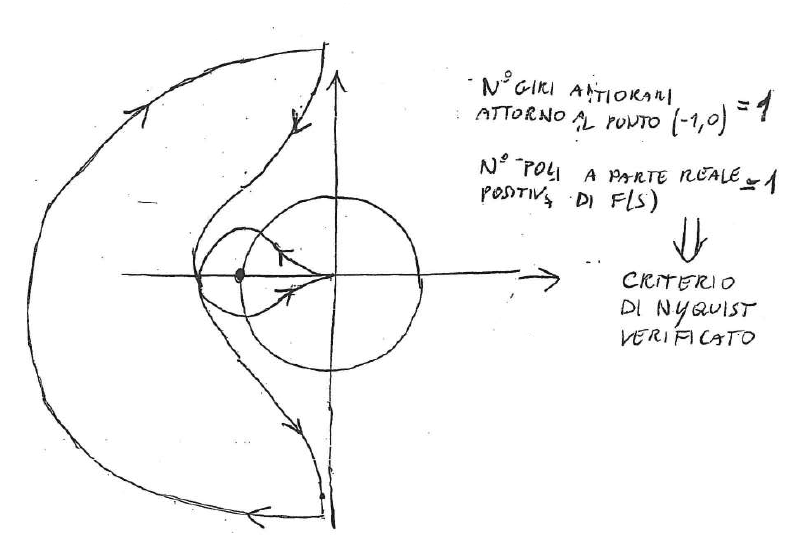 N° GIRI ANTIORARI
ATTORNO AL PUNTO (-1,0) = 1
N° POLI A PARTE REALE = 1
POSITIVA DI F(S)
CRITERIO
DI NYQUIST
VERIFICATO